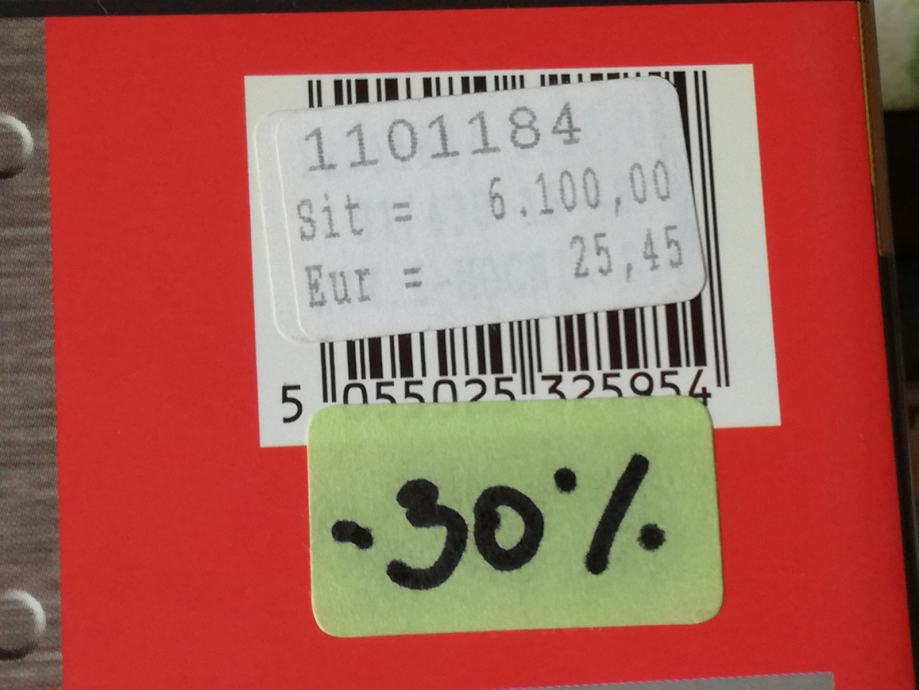 1101184
Sit = 6.100,00
Eur = 25,45
5 055025 325954
-30%